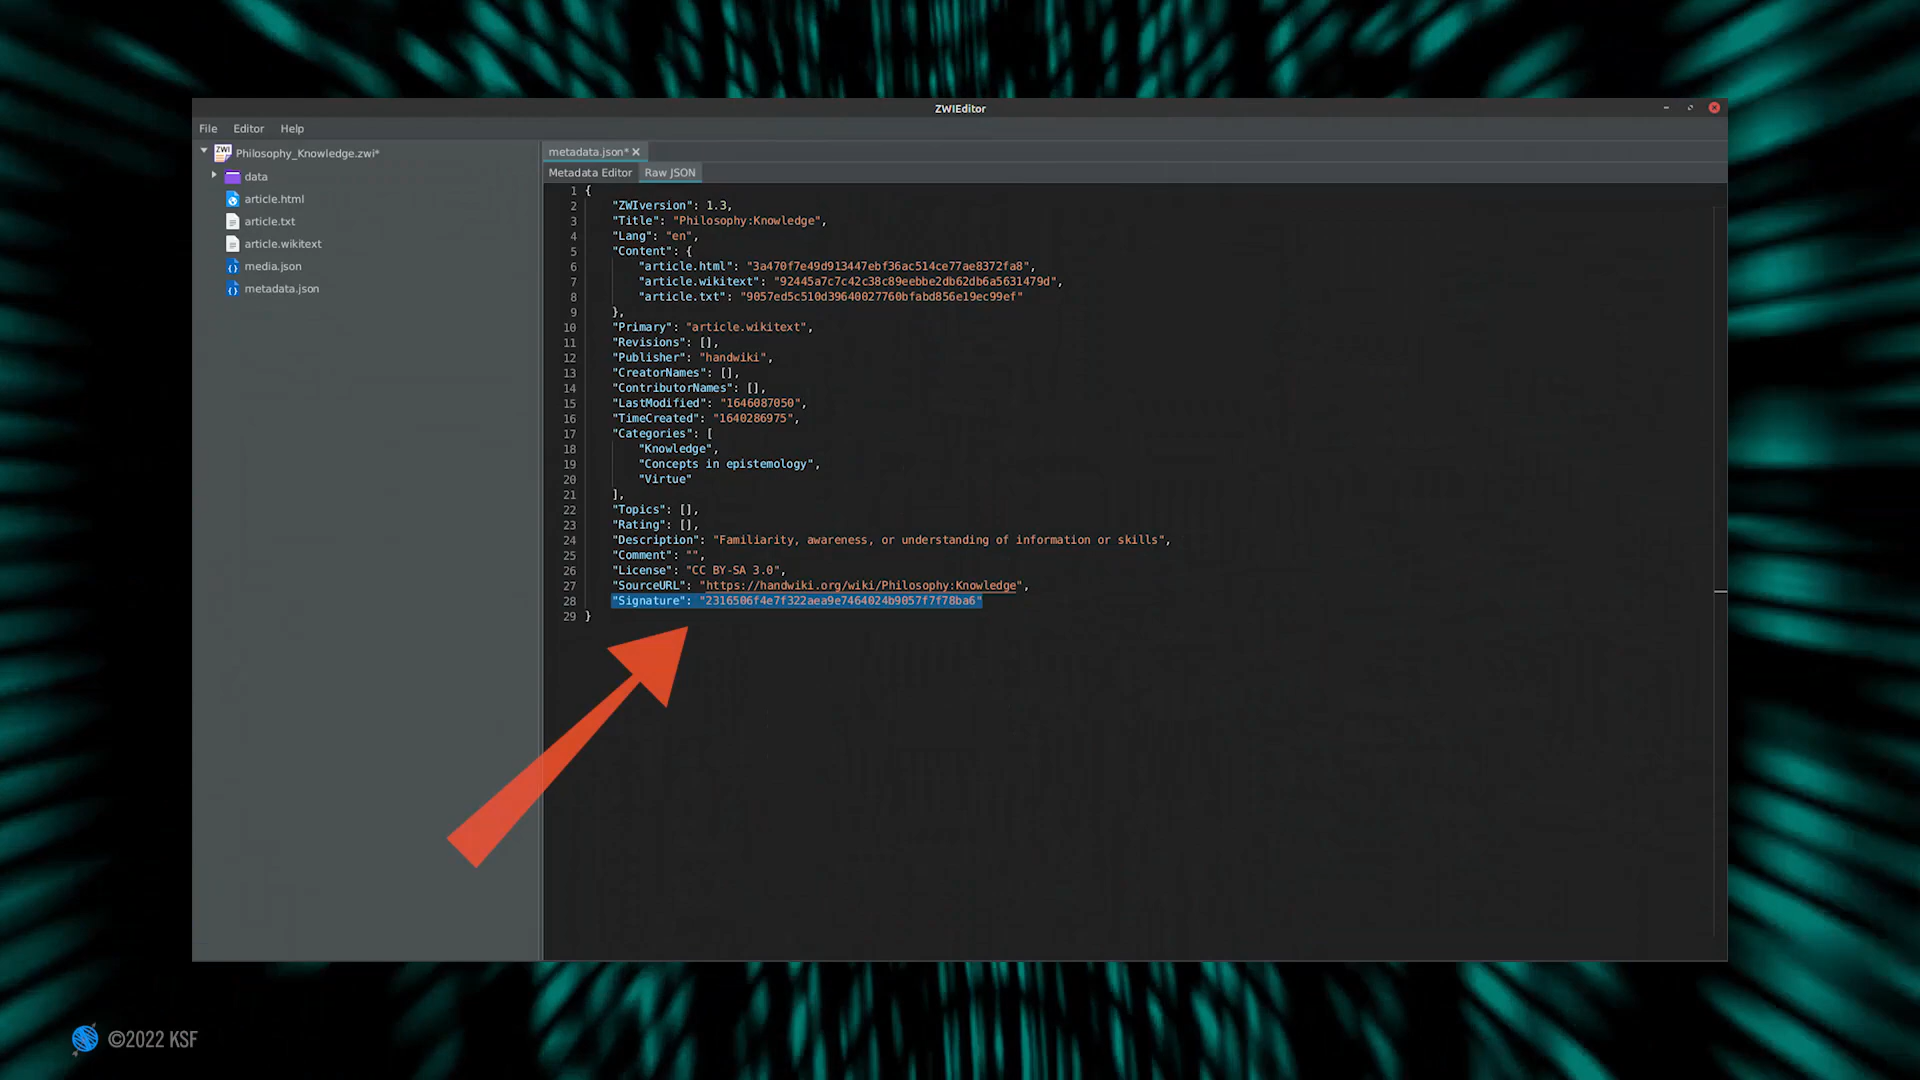 ZWIEditor
File Editor Help
ZWI Philosophy_Knowledge.zwi*
data
article.html
article.txt
article.wikitext
media.json
metadata.json
metadata.json*
Metadata Editor Raw JSON
1 {
2 "ZWIversion": 1.3,
3 "Title": "Philosophy:Knowledge",
4 "Lang": "en",
5 "Content": {
6 "article.html": "3a470f7e49d913447ebf36ac514ce77ae8372fa8",
7 "article.wikitext": "92445a7c7c42c38c89eebbe2db62db6a5631479d",
8 "article.txt": "9057ed5c510d39640027760bfabd856e19ec99ef"
9 },
10 "Primary": "article.wikitext",
11 "Revisions": [],
12 "Publisher": "handwiki",
13 "CreatorNames": [],
14 "ContributorNames": [],
15 "LastModified": "1646087050",
16 "TimeCreated": "1640286975",
17 "Categories": [
18 "Knowledge",
19 "Concepts in epistemology",
20 "Virtue"
21 ],
22 "Topics": [],
23 "Rating": [],
24 "Description": "Familiarity, awareness, or understanding of information or skills",
25 "Comment": "",
26 "License": "CC BY-SA 3.0",
27 "SourceURL": "https://handwiki.org/wiki/Philosophy:Knowledge",
28 "Signature": "2316506f4e7f322aea9e7464024b9057f7f78ba6"
29 }
©2022 KSF